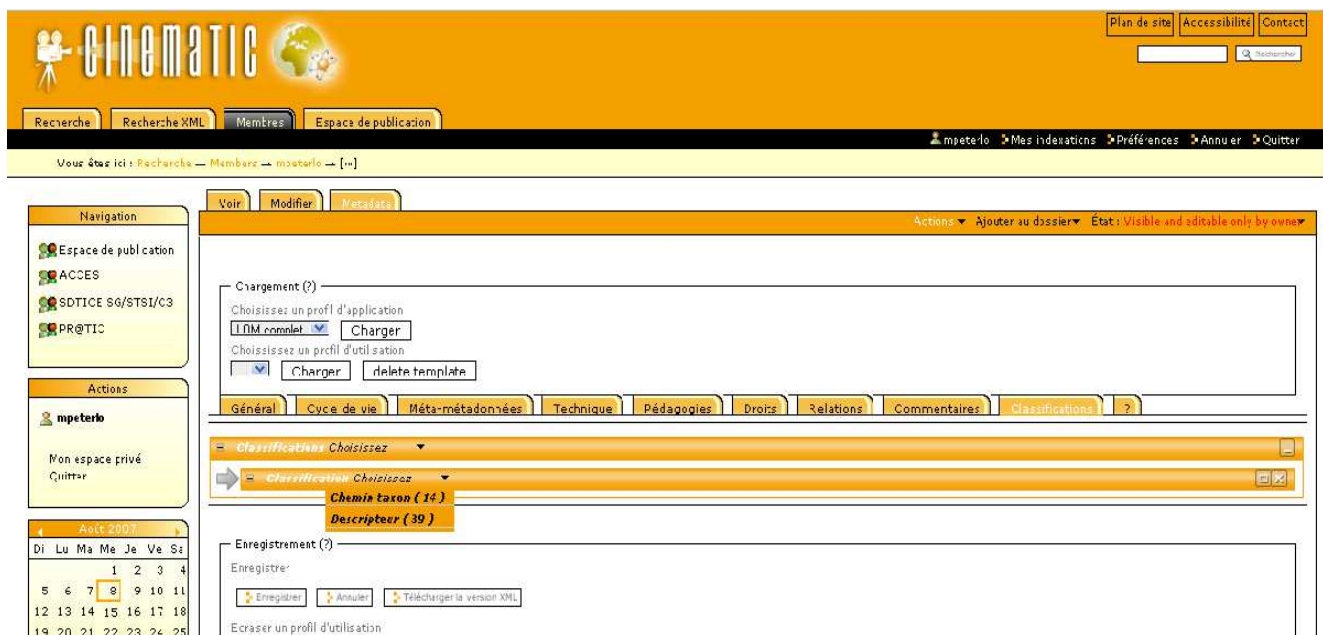 CINEMATIC
Plan de site Accessibilité Contact
Rechercher
Recherche Recherche XML Membres Espace de publication
mpeterlo Mes indexations Préférences Annuler Quitter
Vous êtes ici : Recherche — Members — mpeterlo — [...]
Voir Modifier Metadata
Actions Ajouter au dossier État : Visible and editable only by owner
Navigation
Espace de publication
ACCES
SDTICE SG/STSI/C3
PR@TIC
Chargement (?)
Choisissez un profil d'application
LOM complet Charger
Choississez un profil d'utilisation
Charger delete template
Actions
mpeterlo
Mon espace privé
Quitter
Général Cycle de vie Méta-métadonnées Technique Pédagogies Droits Relations Commentaires Classifications ?
Classifications Choisissez
Classification Choisissez
Chemin taxon ( 14 )
Descripteur ( 39 )
Août 2007
Di Lu Ma Me Je Ve Sa
1 2 3 4
5 6 7 8 9 10 11
12 13 14 15 16 17 18
19 20 21 22 23 24 25
Enregistrement (?)
Enregistrer
Enregistrer Annuler Télécharger la version XML
Ecraser un profil d'utilisation